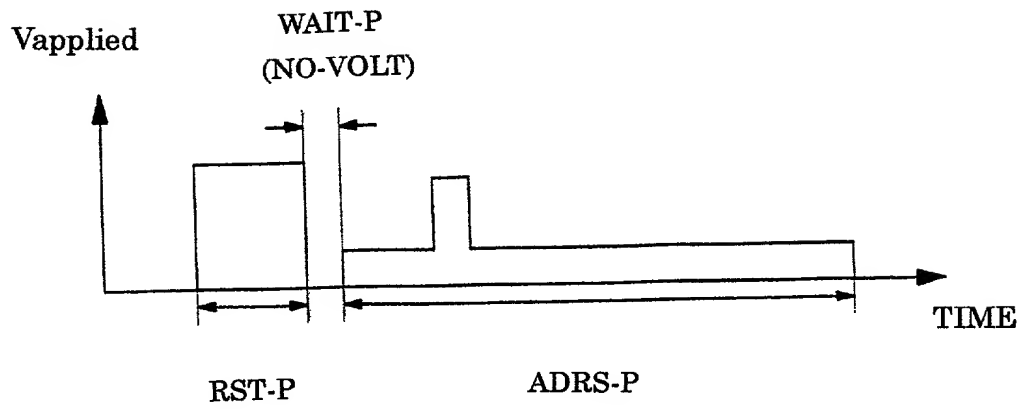 WAIT-P
Vapplied
(NO-VOLT)
TIME
RST-P
ADRS-P